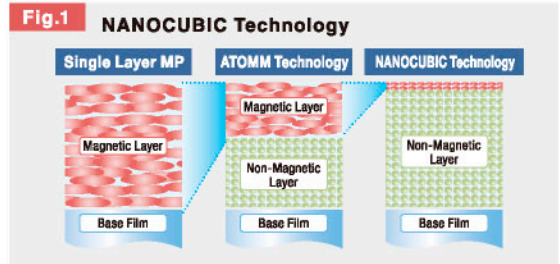 Fig.1
NANOCUBIC Technology
Single Layer MP
ATOMM Technology
NANOCUBIC Technology
Magnetic Layer
Base Film
Magnetic Layer
Non-Magnetic
Layer
Base Film
Non-Magnetic
Layer
Base Film